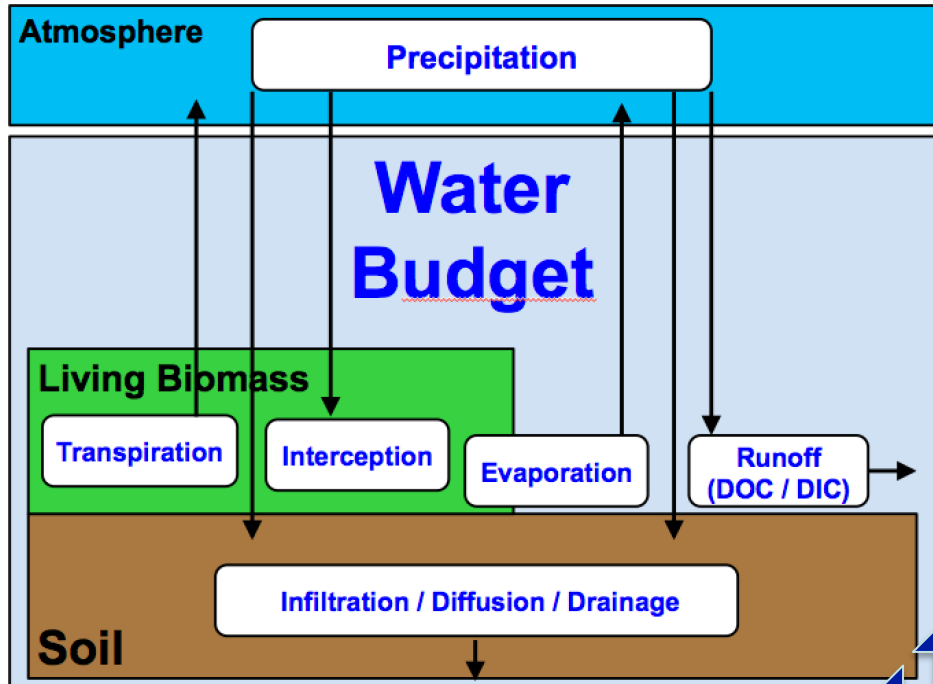 Atmosphere
Precipitation
Water
Budget
Living Biomass
Transpiration
Interception
Evaporation
Runoff
(DOC / DIC)
Infiltration / Diffusion / Drainage
Soil